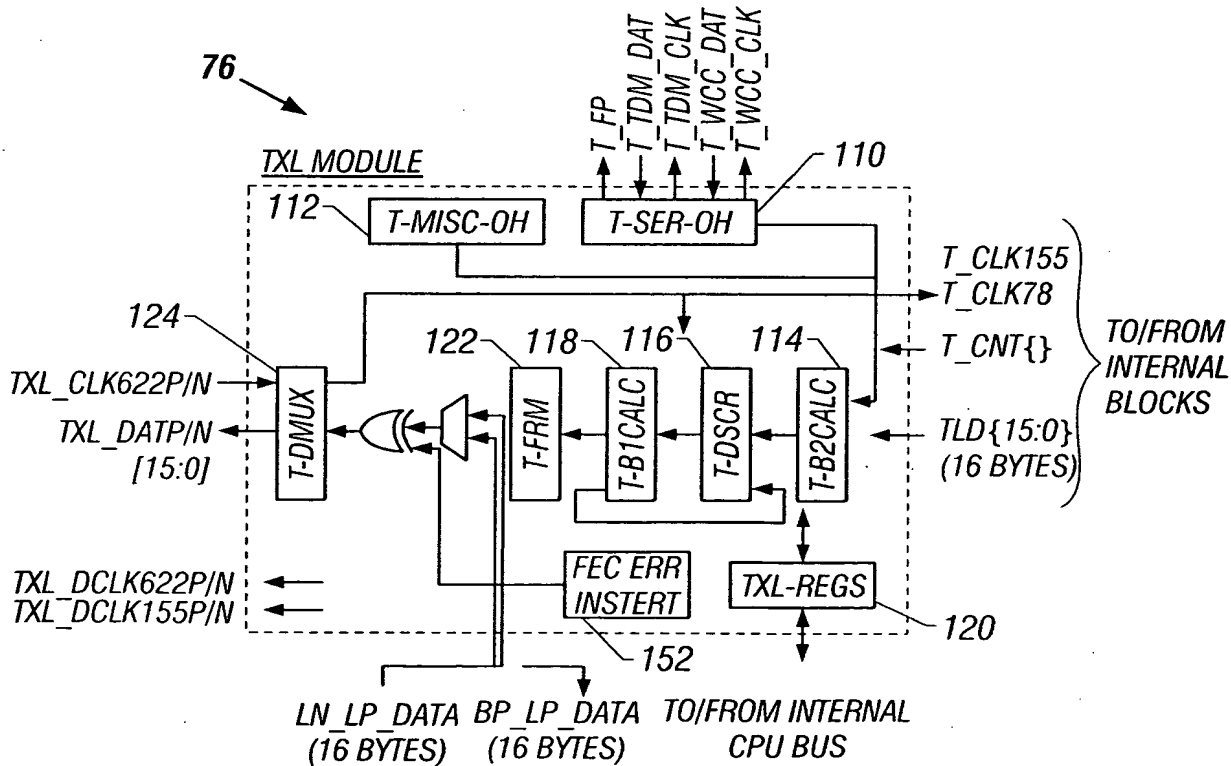 76
T_FP
T_TDM_DAT
T_TDM_CLK
T_WCC_DAT
T_WCC_CLK
TXL MODULE
110
112
T-MISC-OH
T-SER-OH
T_CLK155
T_CLK78
124
122
118
116
114
T_CNT{}
TO/FROM
INTERNAL
BLOCKS
TXL_CLK622P/N
TXL_DATP/N
[15:0]
T-DMUX
T-FRM
T-B1CALC
T-DSCR
T-B2CALC
TLD{15:0}
(16 BYTES)
TXL_DCLK622P/N
TXL_DCLK155P/N
FEC ERR
INSTERT
TXL-REGS
152
120
LN_LP_DATA
(16 BYTES)
BP_LP_DATA
(16 BYTES)
TO/FROM INTERNAL
CPU BUS